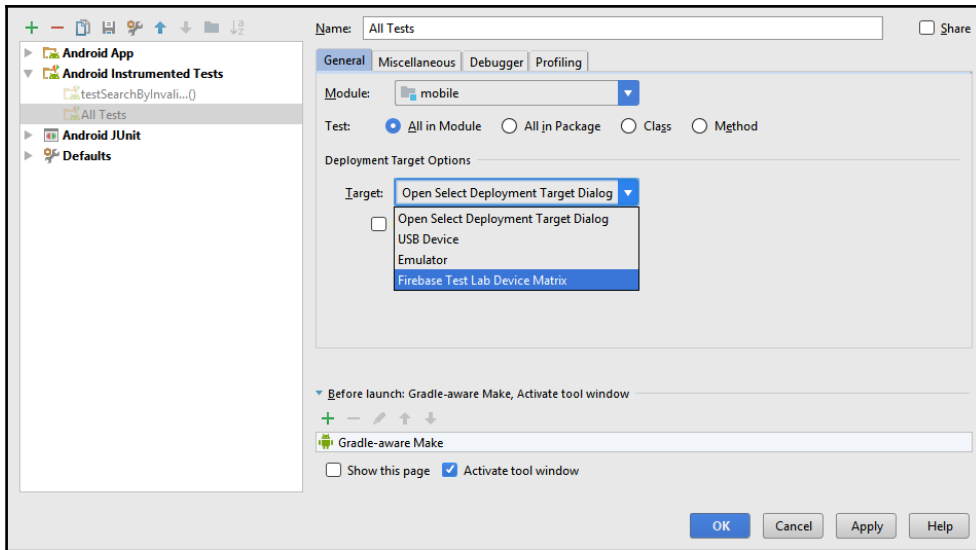 Name: All Tests Share
Android App
Android Instrumented Tests
testSearchByInvali...()
All Tests
Android JUnit
Defaults
General Miscellaneous Debugger Profiling
Module: mobile
Test: All in Module All in Package Class Method
Deployment Target Options
Target: Open Select Deployment Target Dialog
Open Select Deployment Target Dialog
USB Device
Emulator
Firebase Test Lab Device Matrix
Before launch: Gradle-aware Make, Activate tool window
Gradle-aware Make
Show this page Activate tool window
OK Cancel Apply Help